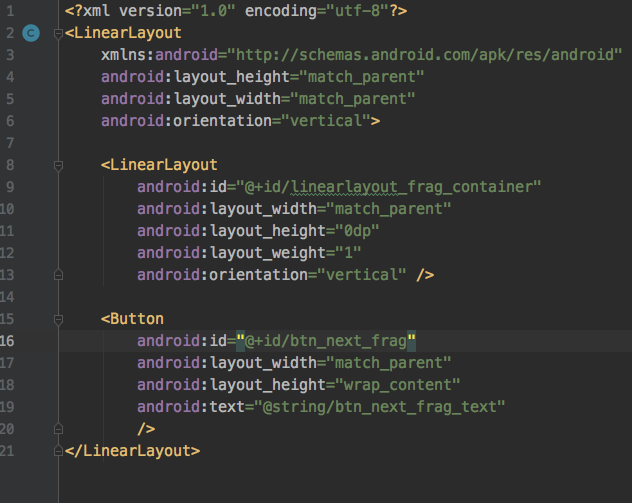 1 <?xml version="1.0" encoding="utf-8"?>
2 C <LinearLayout
3     xmlns:android="http://schemas.android.com/apk/res/android"
4     android:layout_height="match_parent"
5     android:layout_width="match_parent"
6     android:orientation="vertical">
7
8     <LinearLayout
9         android:id="@+id/linearlayout_frag_container"
10         android:layout_width="match_parent"
11         android:layout_height="0dp"
12         android:layout_weight="1"
13         android:orientation="vertical" />
14
15     <Button
16         android:id="@+id/btn_next_frag"
17         android:layout_width="match_parent"
18         android:layout_height="wrap_content"
19         android:text="@string/btn_next_frag_text"
20         />
21 </LinearLayout>